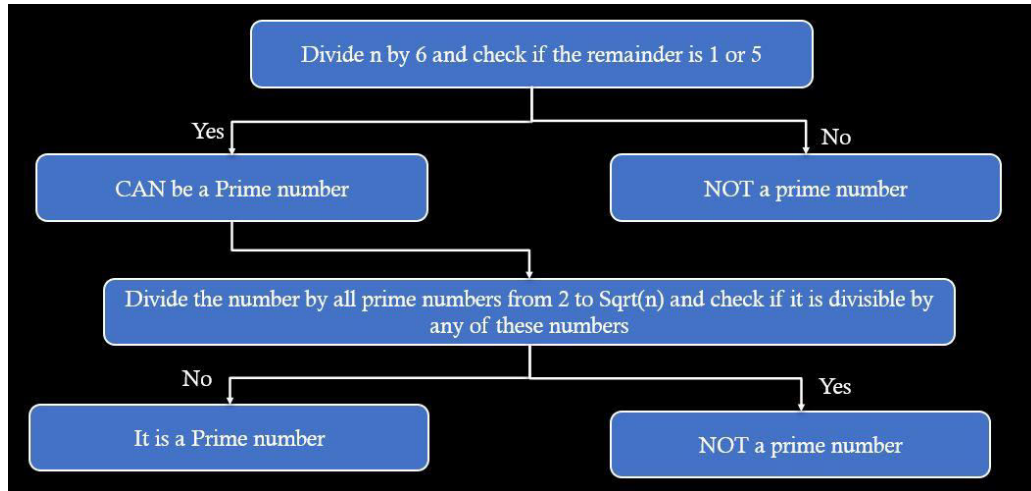 Divide n by 6 and check if the remainder is 1 or 5
Yes
No
CAN be a Prime number
NOT a prime number
Divide the number by all prime numbers from 2 to Sqrt(n) and check if it is divisible by
any of these numbers
No
Yes
It is a Prime number
NOT a prime number